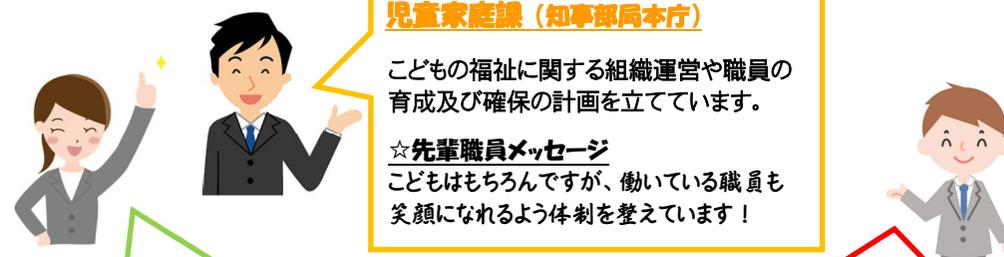 児童家庭課（知事部局本庁）
こどもの福祉に関する組織運営や職員の
育成及び確保の計画を立てています。
☆先輩職員メッセージ
こどもはもちろんですが、働いている職員も
笑顔になれるよう体制を整えています！